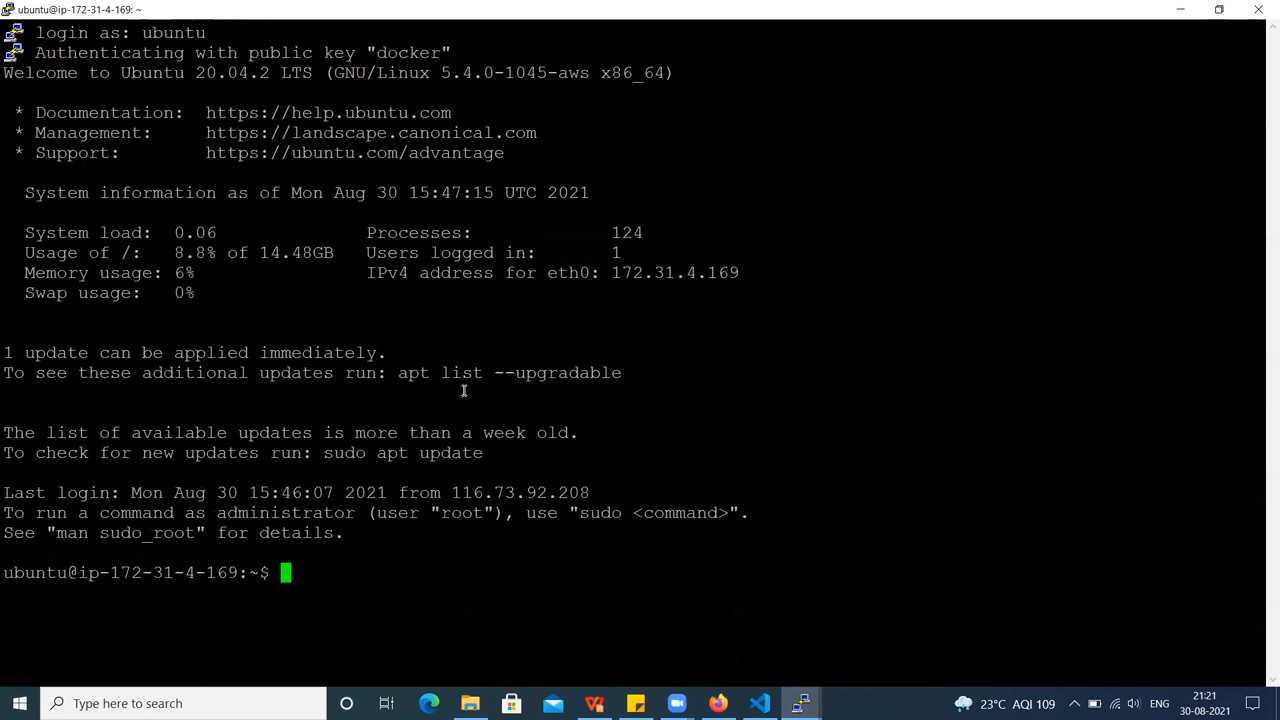 ubuntu@ip-172-31-4-169: ~
login as: ubuntu
Authenticating with public key "docker"
Welcome to Ubuntu 20.04.2 LTS (GNU/Linux 5.4.0-1045-aws x86_64)
* Documentation: https://help.ubuntu.com
* Management: https://landscape.canonical.com
* Support: https://ubuntu.com/advantage
System information as of Mon Aug 30 15:47:15 UTC 2021
System load: 0.06 Processes: 124
Usage of /: 8.8% of 14.48GB Users logged in: 1
Memory usage: 6% IPv4 address for eth0: 172.31.4.169
Swap usage: 0%
1 update can be applied immediately.
To see these additional updates run: apt list --upgradable
The list of available updates is more than a week old.
To check for new updates run: sudo apt update
Last login: Mon Aug 30 15:46:07 2021 from 116.73.92.208
To run a command as administrator (user "root"), use "sudo <command>".
See "man sudo_root" for details.
ubuntu@ip-172-31-4-169:~$
Type here to search
23°C AQI 109
21:21
30-08-2021